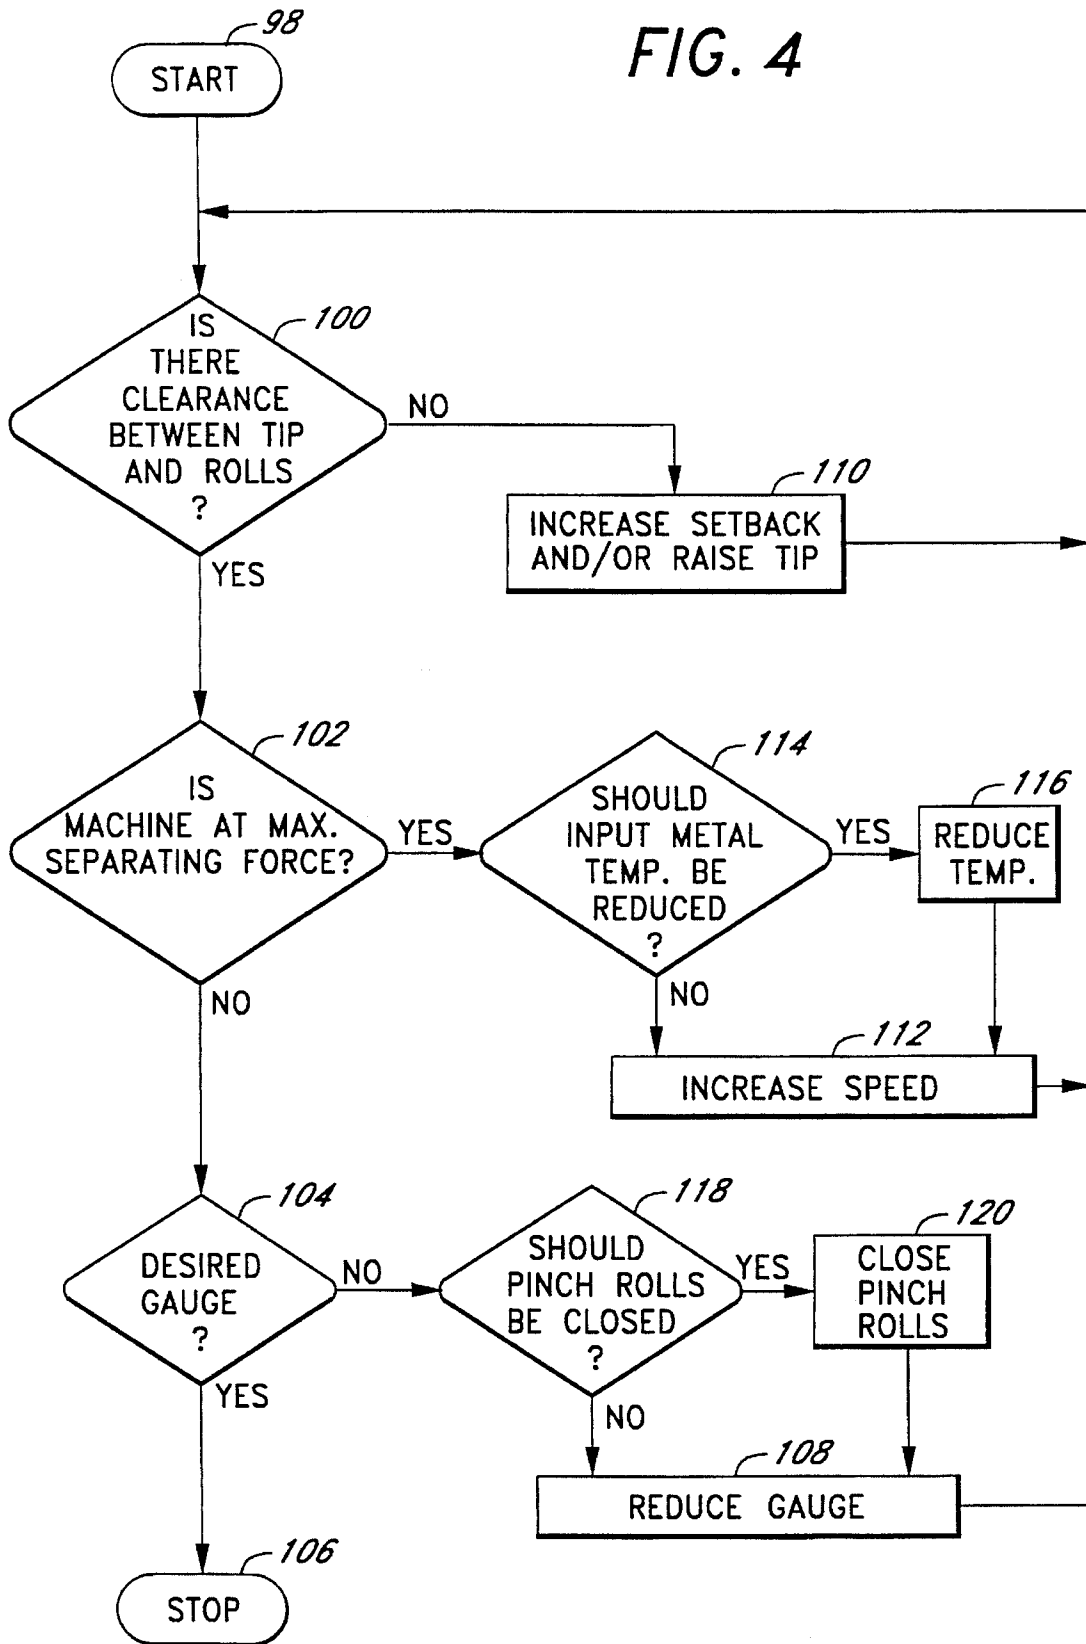 FIG. 4
98
START
100
IS
THERE
CLEARANCE
BETWEEN TIP
AND ROLLS
?
NO
YES
110
INCREASE SETBACK
AND/OR RAISE TIP
102
IS
MACHINE AT MAX.
SEPARATING FORCE?
YES
NO
114
SHOULD
INPUT METAL
TEMP. BE
REDUCED
?
YES
NO
116
REDUCE
TEMP.
112
INCREASE SPEED
104
DESIRED
GAUGE
?
NO
YES
118
SHOULD
PINCH ROLLS
BE CLOSED
?
YES
NO
120
CLOSE
PINCH
ROLLS
108
REDUCE GAUGE
106
STOP